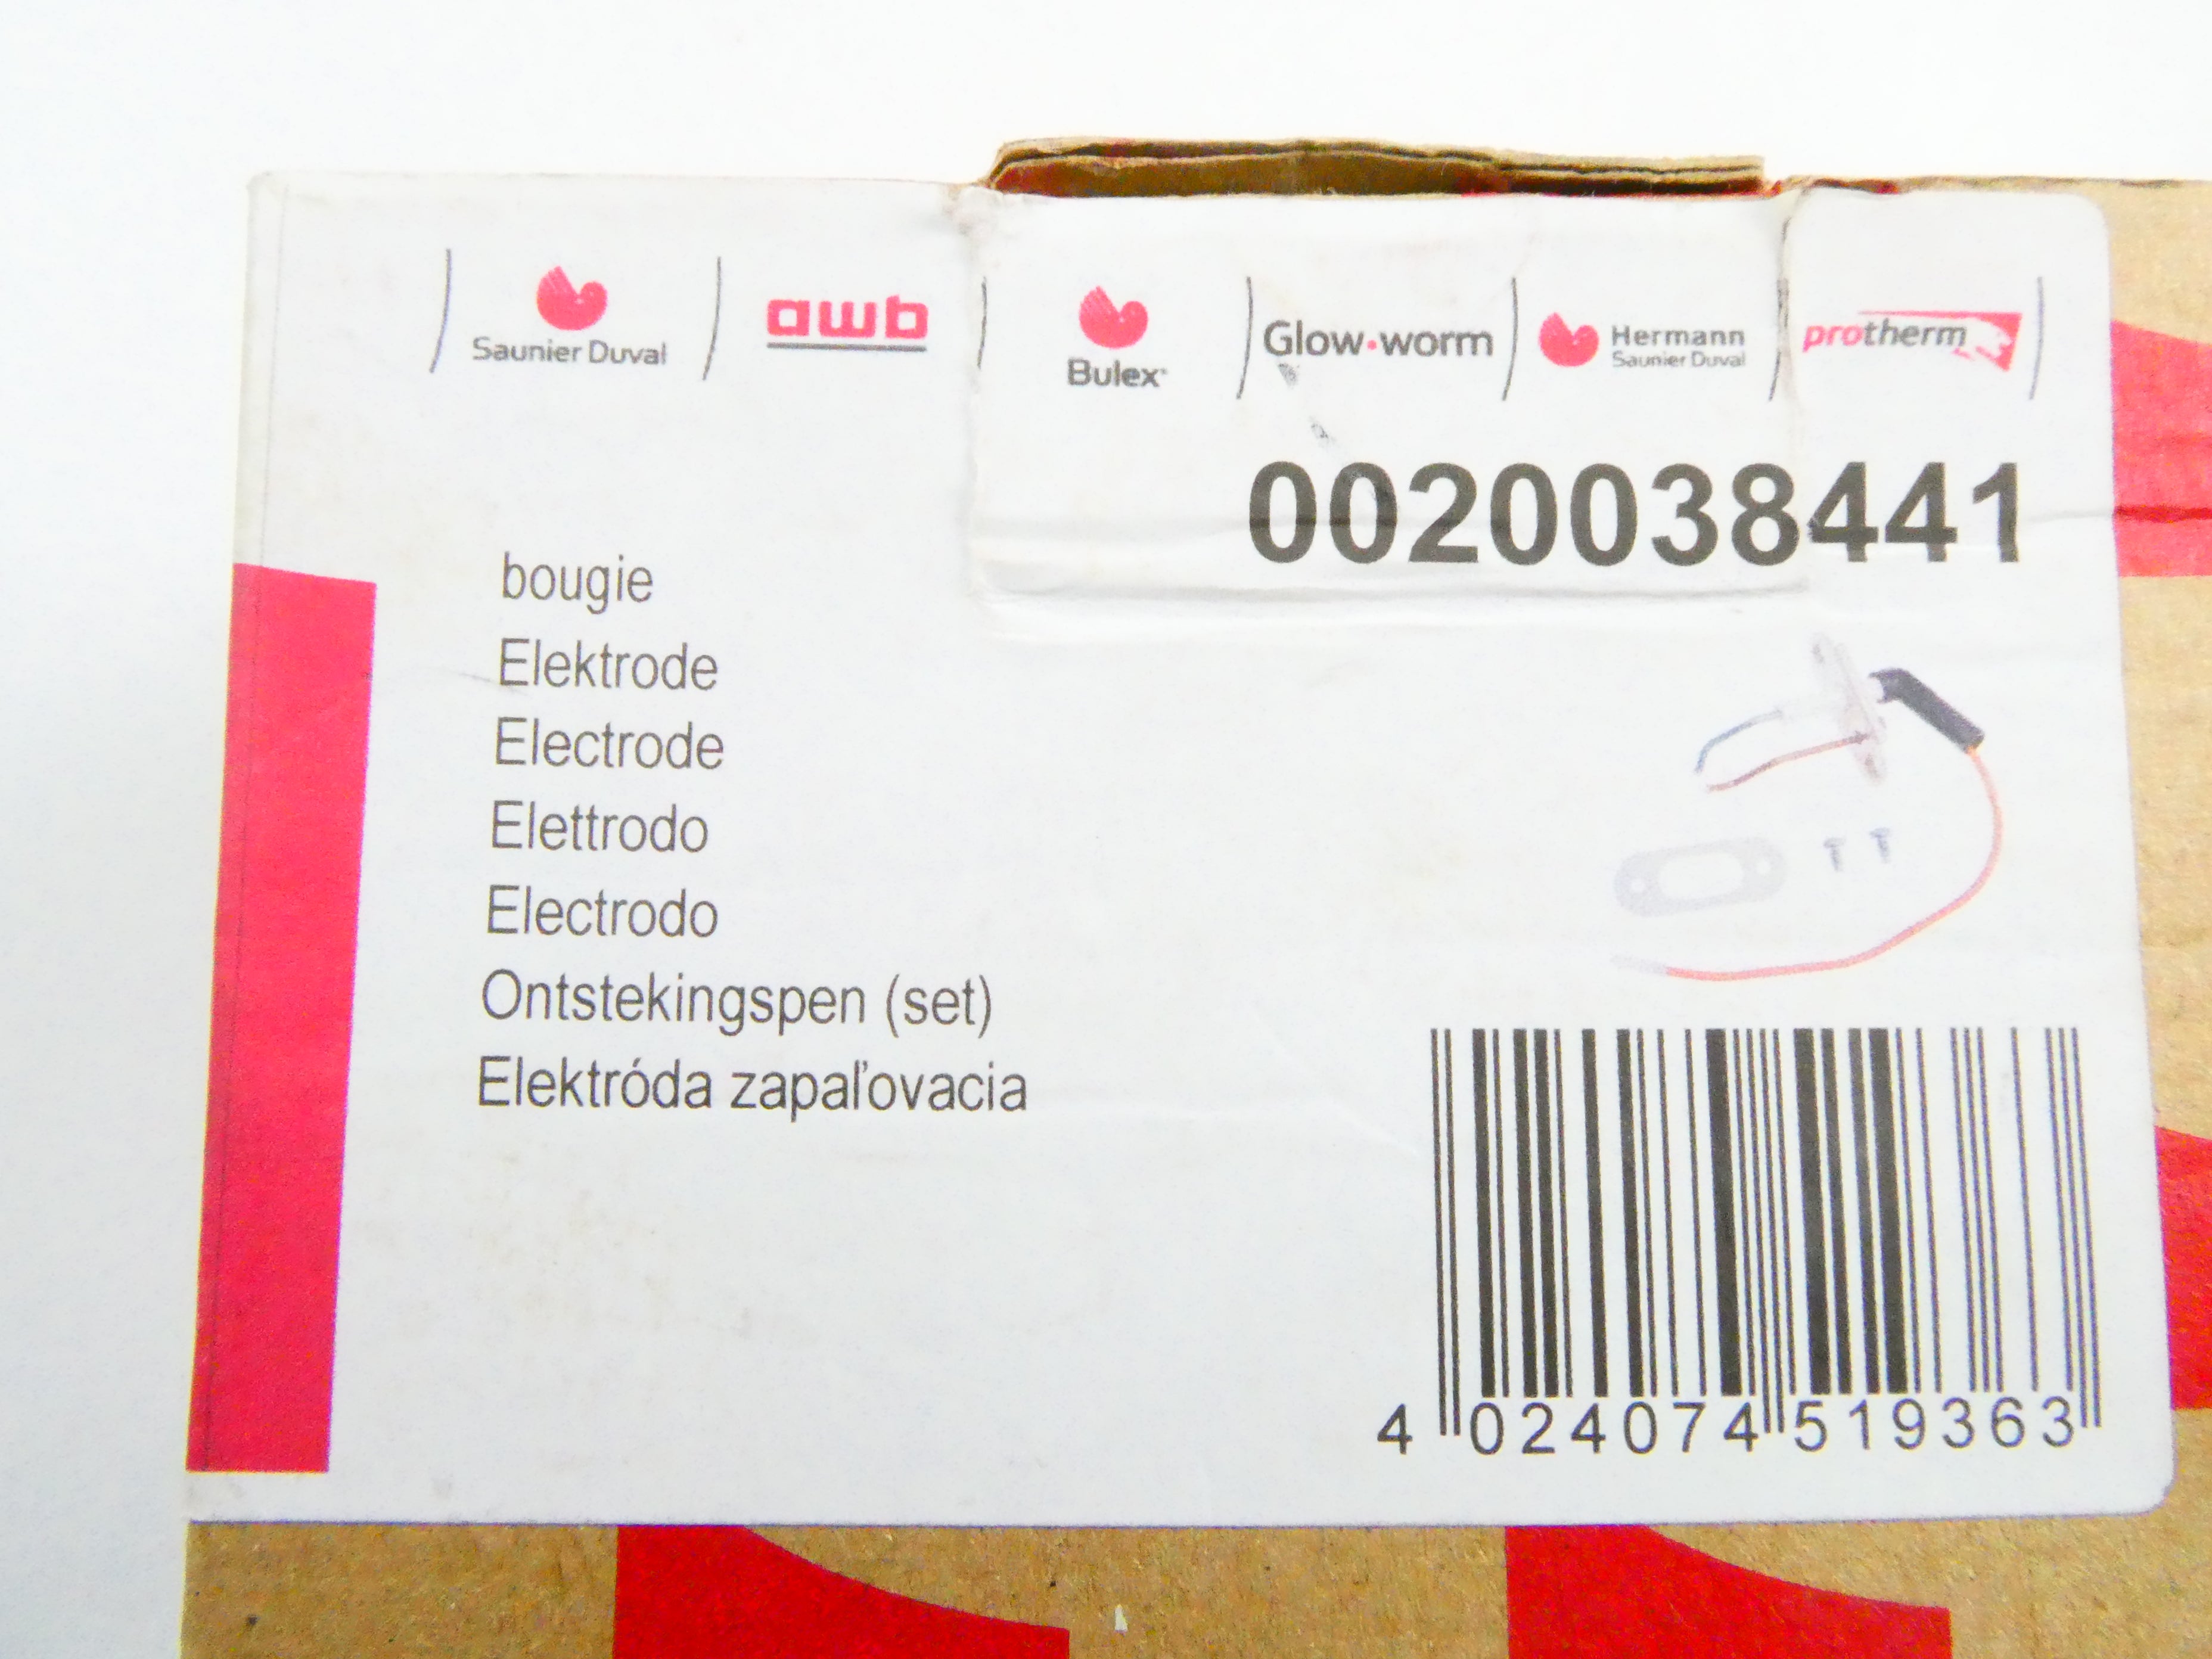 Saunier Duval
awb
Bulex
Glow-worm
Hermann
Saunier Duval
protherm
0020038441
bougie
Elektrode
Electrode
Elettrodo
Electrodo
Ontstekingspen (set)
Elektróda zapaľovacia
4 024074 519363